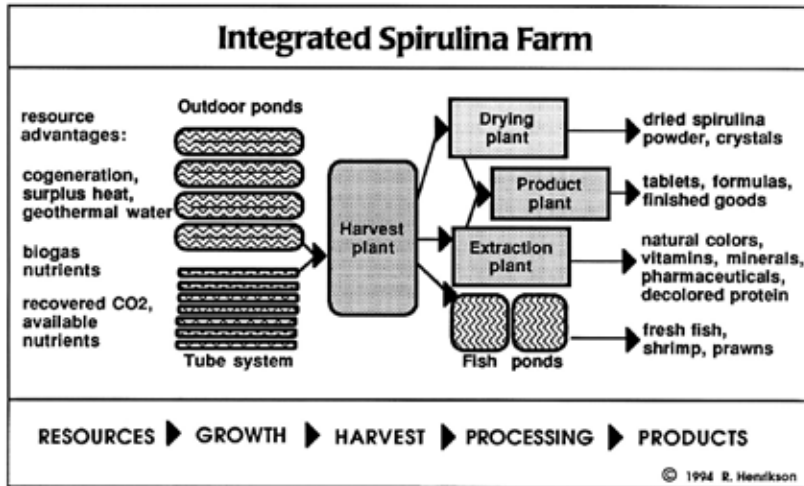 Integrated Spirulina Farm
resource
advantages:
cogeneration,
surplus heat,
geothermal water
biogas
nutrients
recovered CO2,
available
nutrients
Outdoor ponds
Tube system
Harvest
plant
Drying
plant
Product
plant
Extraction
plant
Fish ponds
dried spirulina
powder, crystals
tablets, formulas,
finished goods
natural colors,
vitamins, minerals,
pharmaceuticals,
decolored protein
fresh fish,
shrimp, prawns
RESOURCES GROWTH HARVEST PROCESSING PRODUCTS
© 1994 R. Henrikson